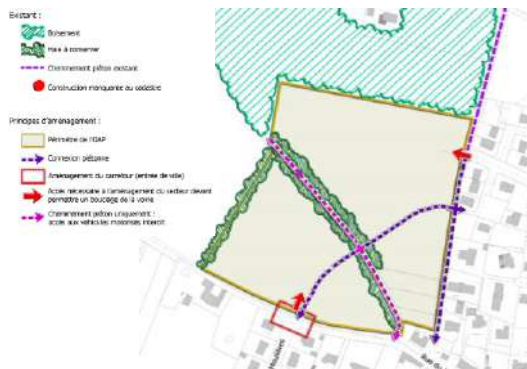 Existant :
Boisement
Haie à conserver
Cheminement piéton existant
Construction manquante au cadastre
Principes d'aménagement :
Périmètre de l'OAP
Connexion piétonne
Aménagement du carrefour (entrée de ville)
Accès nécessaire à l'aménagement du secteur devant
permettre un bouclage de la voirie
Cheminement piéton uniquement :
accès aux véhicules motorisés interdit
Rue du